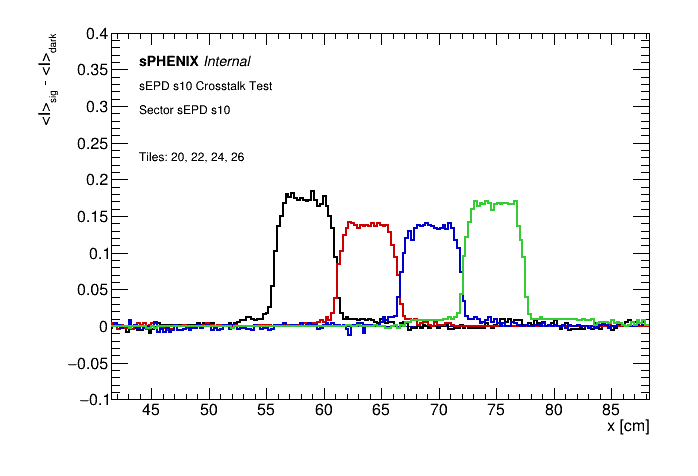 <I>sig - <I>dark
0.4
0.35
0.3
0.25
0.2
0.15
0.1
0.05
0
−0.05
−0.1
sPHENIX Internal
sEPD s10 Crosstalk Test
Sector sEPD s10
Tiles: 20, 22, 24, 26
45 50 55 60 65 70 75 80 85
x [cm]